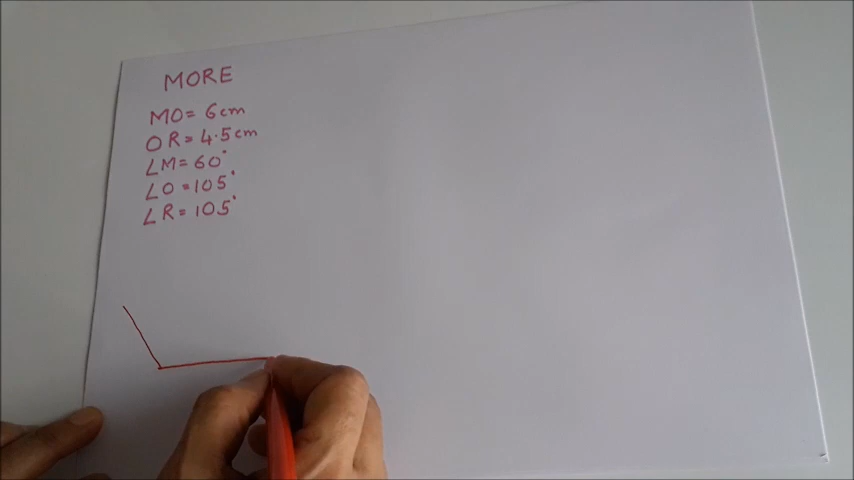 MORE
MO = 6cm
OR = 4.5cm
∠M = 60°
∠O = 105°
∠R = 105°